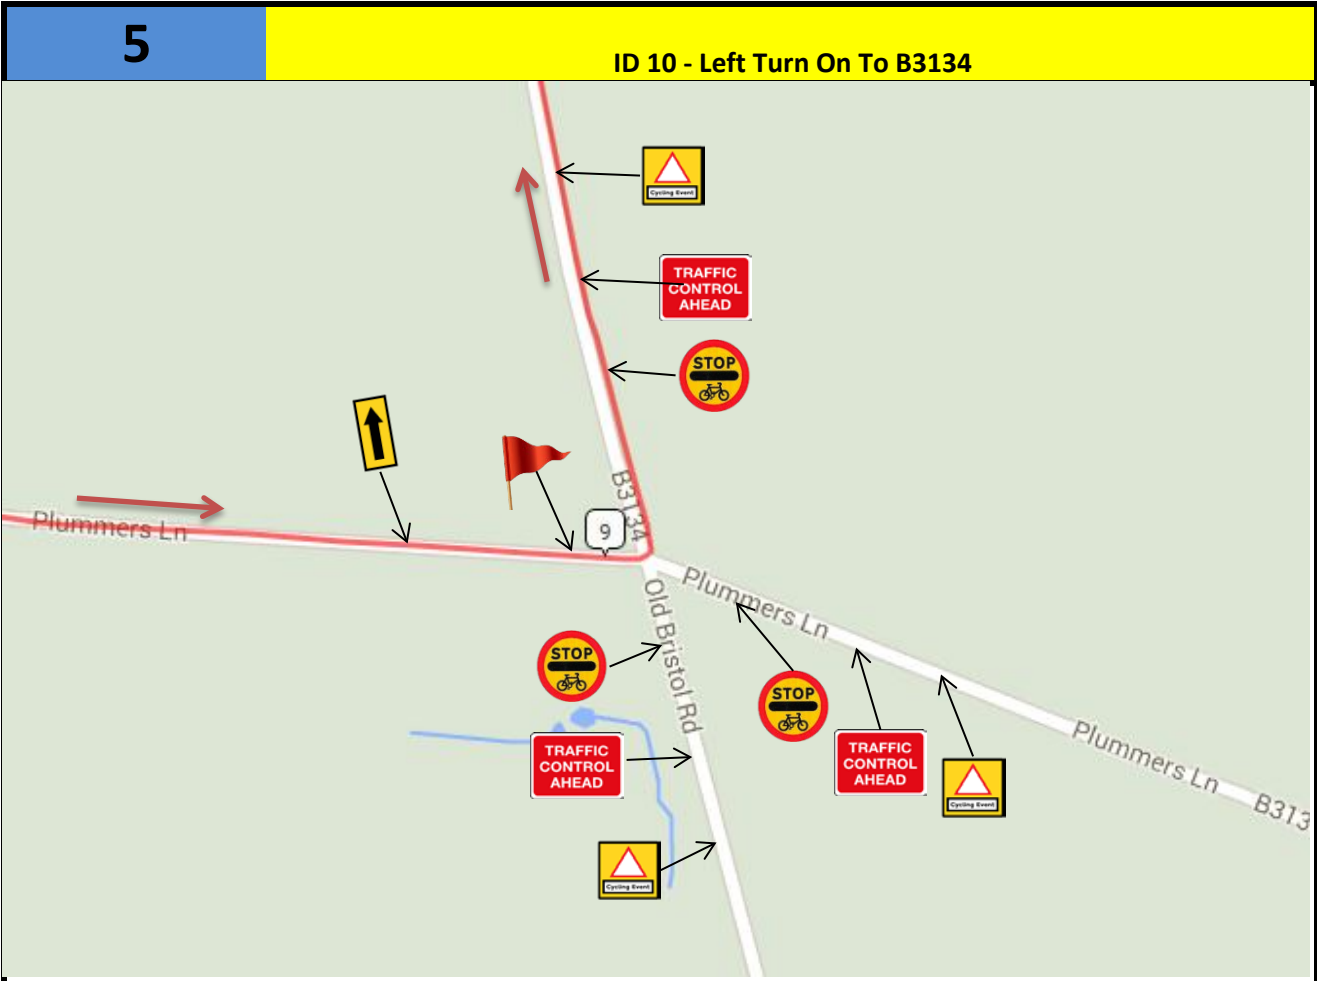 5
ID 10 - Left Turn On To B3134
Cycling Event
TRAFFIC
CONTROL
AHEAD
STOP
B3134
Plummers Ln
9
Plummers Ln
Old Bristol Rd
STOP
STOP
TRAFFIC
CONTROL
AHEAD
TRAFFIC
CONTROL
AHEAD
Plummers Ln
B313
Cycling Event
Cycling Event